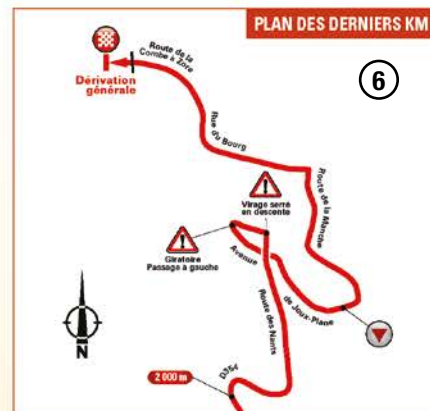 PLAN DES DERNIERS KM
6
Route de la
Combe à Zore
Dérivation
générale
Rue du Bourg
Route de la Manche
Virage serré
en descente
Giratoire
Passage à gauche
Avenue
de Joux-Plane
Route des Nants
N
D354
2 000 m